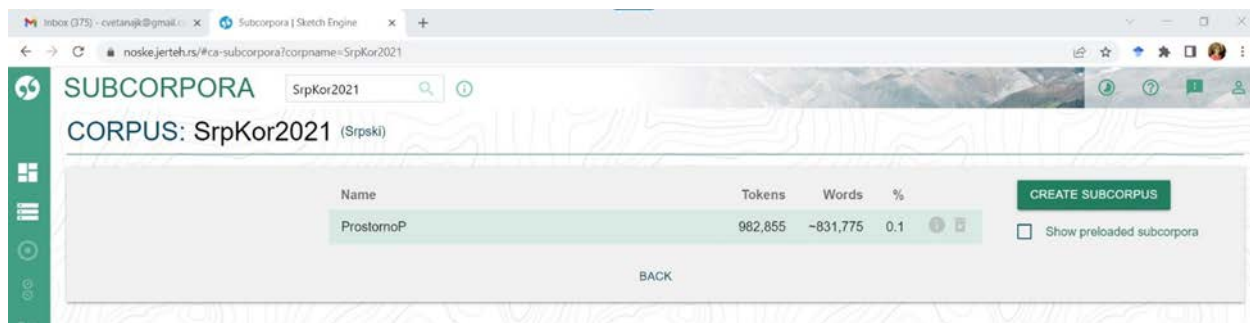 Inbox (375) - cvetanajk@gmail.c
Subcorpora | Sketch Engine
noske.jerteh.rs/#ca-subcorpora?corpname=SrpKor2021
SUBCORPORA SrpKor2021
CORPUS: SrpKor2021 (Srpski)
Name Tokens Words % CREATE SUBCORPUS
ProstornoP 982,855 ~831,775 0.1 Show preloaded subcorpora
BACK